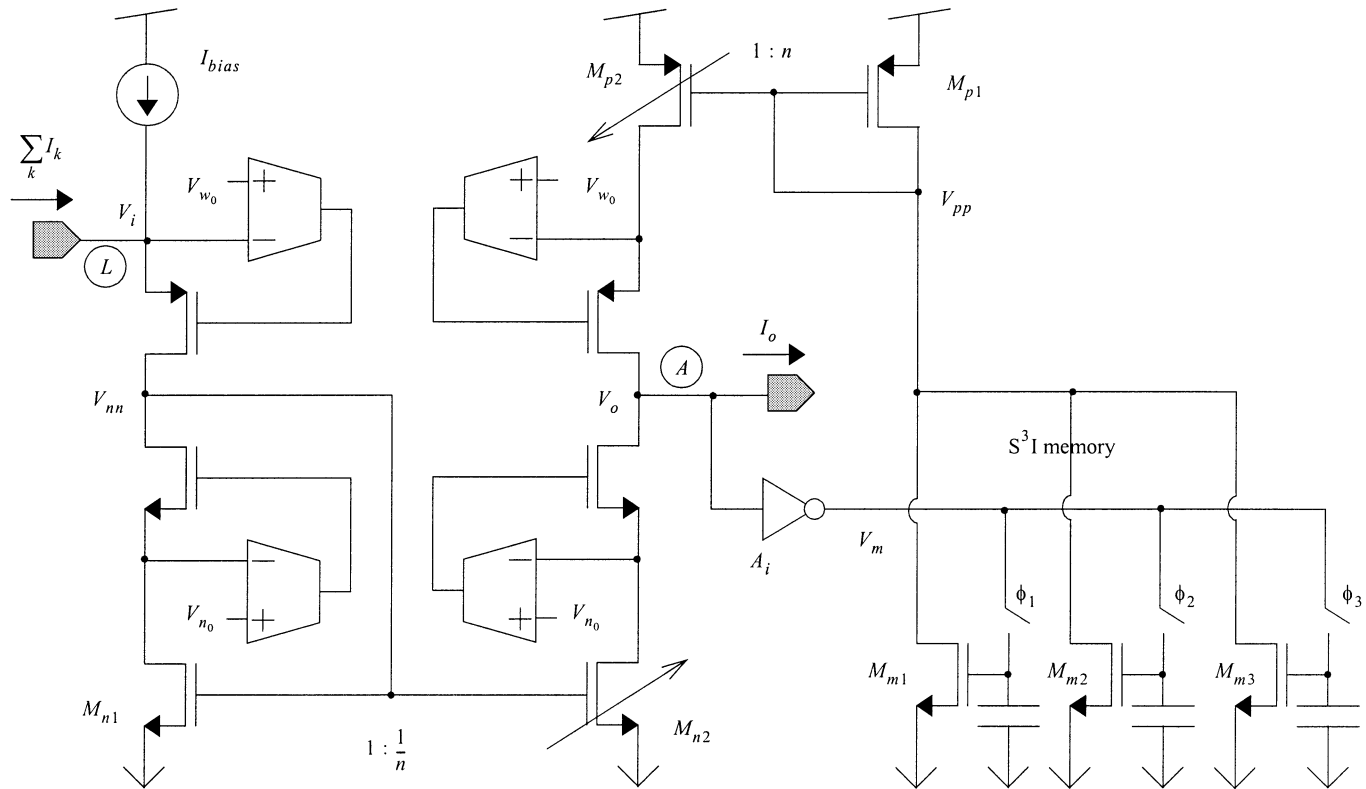 I_bias
M_p2
1 : n
M_p1
∑_k I_k
V_w0
+
V_w0
+
V_i
V_pp
−
−
L
I_o
A
V_nn
V_o
S³I memory
−
−
A_i
V_m
ϕ_1
ϕ_2
ϕ_3
V_n0
+
+
V_n0
M_m1
M_m2
M_m3
M_n1
M_n2
1 : 1/n